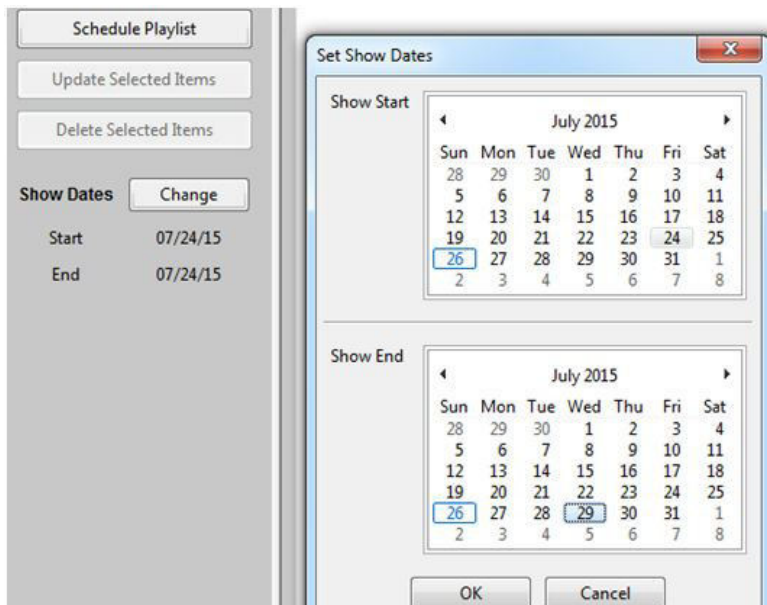 Schedule Playlist
Update Selected Items
Delete Selected Items
Show Dates Change
Start 07/24/15
End 07/24/15
Set Show Dates
Show Start
July 2015
Sun Mon Tue Wed Thu Fri Sat
28 29 30 1 2 3 4
5 6 7 8 9 10 11
12 13 14 15 16 17 18
19 20 21 22 23 24 25
26 27 28 29 30 31 1
2 3 4 5 6 7 8
Show End
July 2015
Sun Mon Tue Wed Thu Fri Sat
28 29 30 1 2 3 4
5 6 7 8 9 10 11
12 13 14 15 16 17 18
19 20 21 22 23 24 25
26 27 28 29 30 31 1
2 3 4 5 6 7 8
OK Cancel